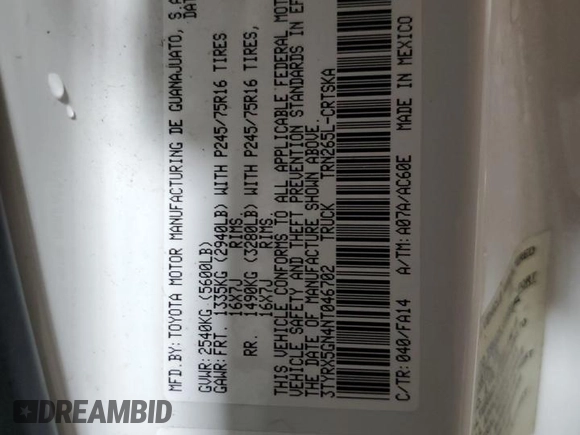 MFD.BY: TOYOTA MOTOR MANUFACTURING DE GUANAJUATO, S.A
DAT
GVWR: 2540KG (5600LB)
GAWR: FRT. 1335KG (2940LB) WITH P245/75R16 TIRES
16X7J RIMS,
RR. 1490KG (3280LB) WITH P245/75R16 TIRES,
16X7J RIMS
THIS VEHICLE CONFORMS TO ALL APPLICABLE FEDERAL MOT
VEHICLE SAFETY AND THEFT PREVENTION STANDARDS IN EF
THE DATE OF MANUFACTURE SHOWN ABOVE.
3TYRX5GN4NT046702 TRUCK TRN265L-CRTSKA
C/TR: 040/FA14 A/TM: A07A/AC60E MADE IN MEXICO
DREAMBID